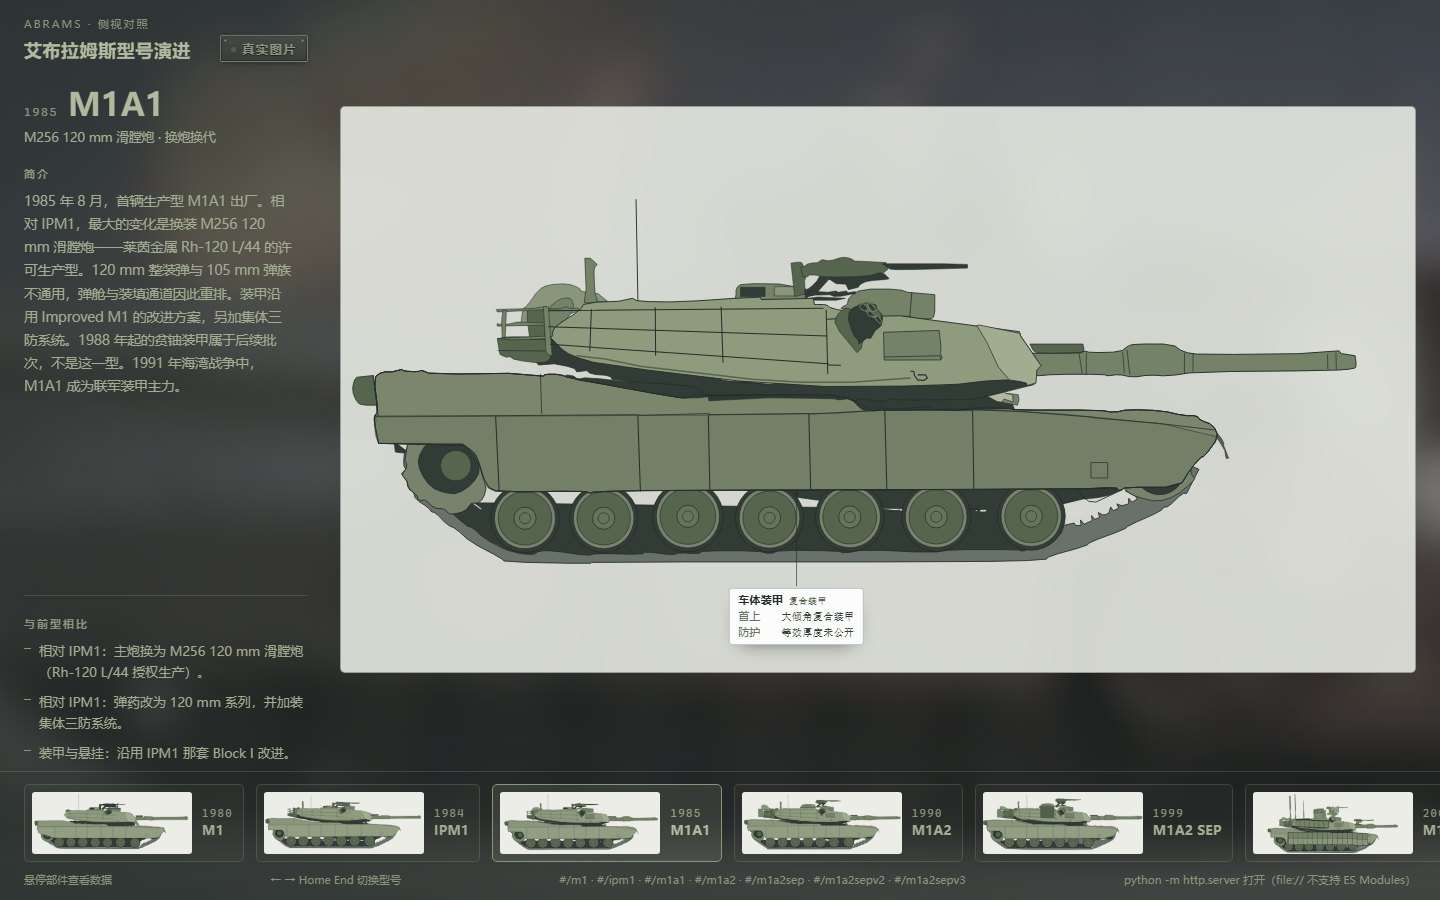 ABRAMS · 侧视对照
艾布拉姆斯型号演进
真实图片
1985 M1A1
M256 120 mm 滑膛炮 · 换炮换代
简介
1985 年 8 月，首辆生产型 M1A1 出厂。相
对 IPM1，最大的变化是换装 M256 120
mm 滑膛炮——莱茵金属 Rh-120 L/44 的许
可生产型。120 mm 整装弹与 105 mm 弹族
不通用，弹舱与装填通道因此重排。装甲沿
用 Improved M1 的改进方案，另加集体三
防系统。1988 年起的贫铀装甲属于后续批
次，不是这一型。1991 年海湾战争中，
M1A1 成为联军装甲主力。
车体装甲 复合装甲
首上 大倾角复合装甲
防护 等效厚度未公开
与前型相比
– 相对 IPM1：主炮换为 M256 120 mm 滑膛炮
（Rh-120 L/44 授权生产）。
– 相对 IPM1：弹药改为 120 mm 系列，并加装
集体三防系统。
– 装甲与悬挂：沿用 IPM1 那套 Block I 改进。
1980
M1
1984
IPM1
1985
M1A1
1990
M1A2
1999
M1A2 SEP
悬停部件查看数据
← → Home End 切换型号
#/m1 · #/ipm1 · #/m1a1 · #/m1a2 · #/m1a2sep · #/m1a2sepv2 · #/m1a2sepv3
python -m http.server 打开（file:// 不支持 ES Modules）